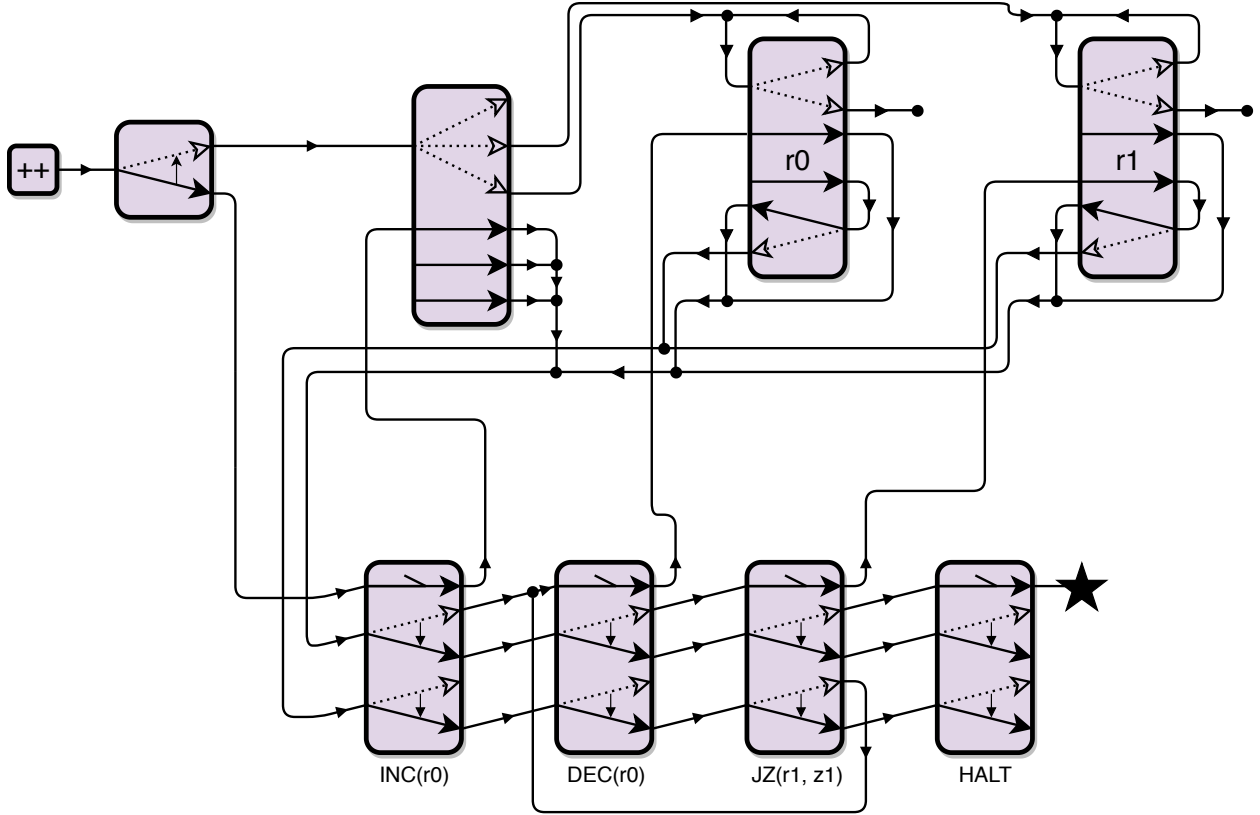 ++
r0
r1
INC(r0)
DEC(r0)
JZ(r1, z1)
HALT